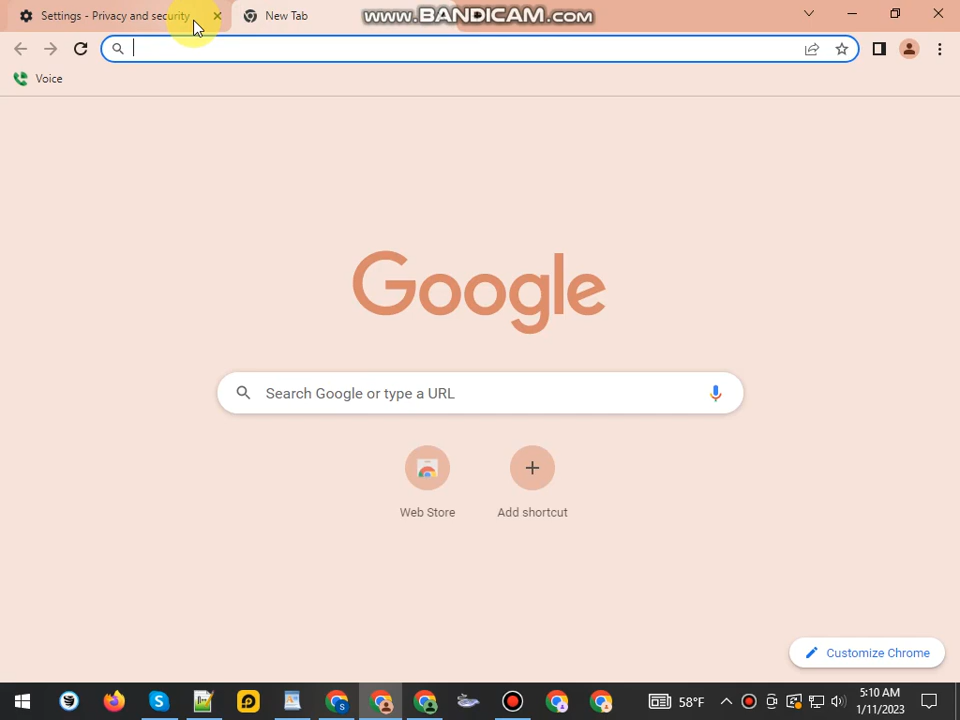 Settings - Privacy and security
New Tab
WWW.BANDICAM.COM
Voice
Google
Search Google or type a URL
Web Store
Add shortcut
Customize Chrome
58°F
5:10 AM
1/11/2023